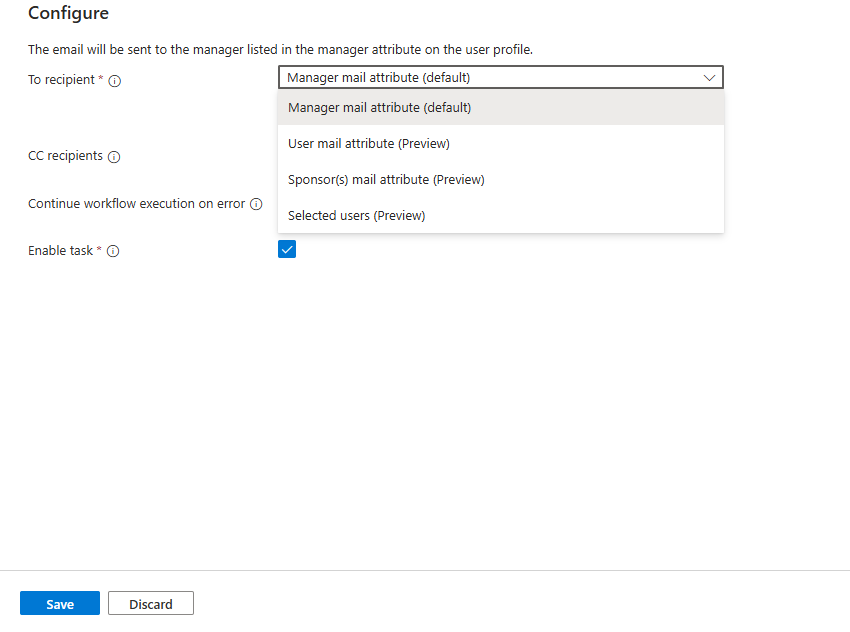 Configure
The email will be sent to the manager listed in the manager attribute on the user profile.
To recipient *
Manager mail attribute (default)
Manager mail attribute (default)
User mail attribute (Preview)
CC recipients
Sponsor(s) mail attribute (Preview)
Continue workflow execution on error
Selected users (Preview)
Enable task *
Save
Discard